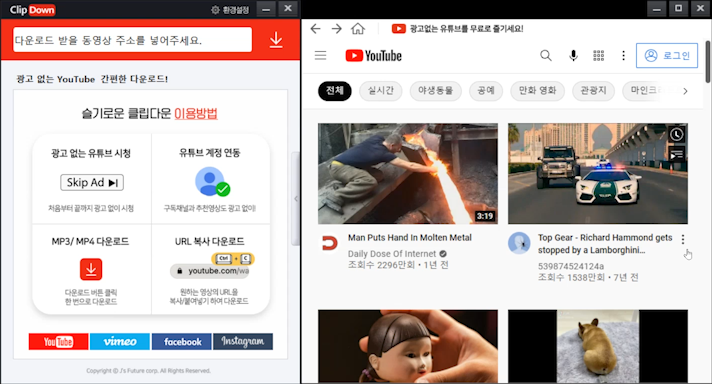 Clip Down
환경설정
다운로드 받을 동영상 주소를 넣어주세요.
광고 없는 YouTube 간편한 다운로드!
슬기로운 클립다운 이용방법
광고 없는 유튜브 시청
Skip Ad
처음부터 끝까지 광고 없이 시청
유튜브 계정 연동
구독채널과 추천영상도 광고 없이!
MP3/ MP4 다운로드
다운로드 버튼 클릭
한 번으로 다운로드
URL 복사 다운로드
Ctrl + C
youtube.com/wa
원하는 영상의 URL을
복사/붙여넣기 하여 다운로드
YouTube
vimeo
facebook
Instagram
Copyright ⓒ J's Future corp. All Rights Reserved.
광고없는 유튜브를 무료로 즐기세요!
YouTube
로그인
전체
실시간
야생동물
공예
만화 영화
관광지
마인크
3:19
Man Puts Hand In Molten Metal
Daily Dose Of Internet
조회수 2296만회 • 1년 전
Top Gear - Richard Hammond gets
stopped by a Lamborghini...
539874524124a
조회수 1538만회 • 7년 전